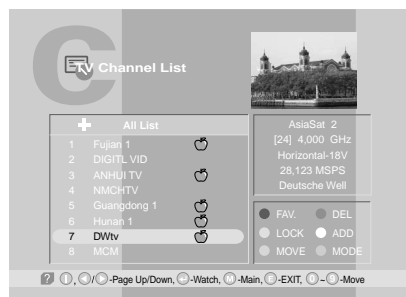 TV Channel List
All List
1 Fujian 1
2 DIGITL VID
3 ANHUI TV
4 NMCHTV
5 Guangdong 1
6 Hunan 1
7 DWtv
8 MCM
AsiaSat 2
[24] 4,000 GHz
Horizontal-18V
28,123 MSPS
Deutsche Well
FAV. DEL
LOCK ADD
MOVE MODE
? /-Page Up/Down, -Watch, M-Main, E-EXIT, 0~9-Move